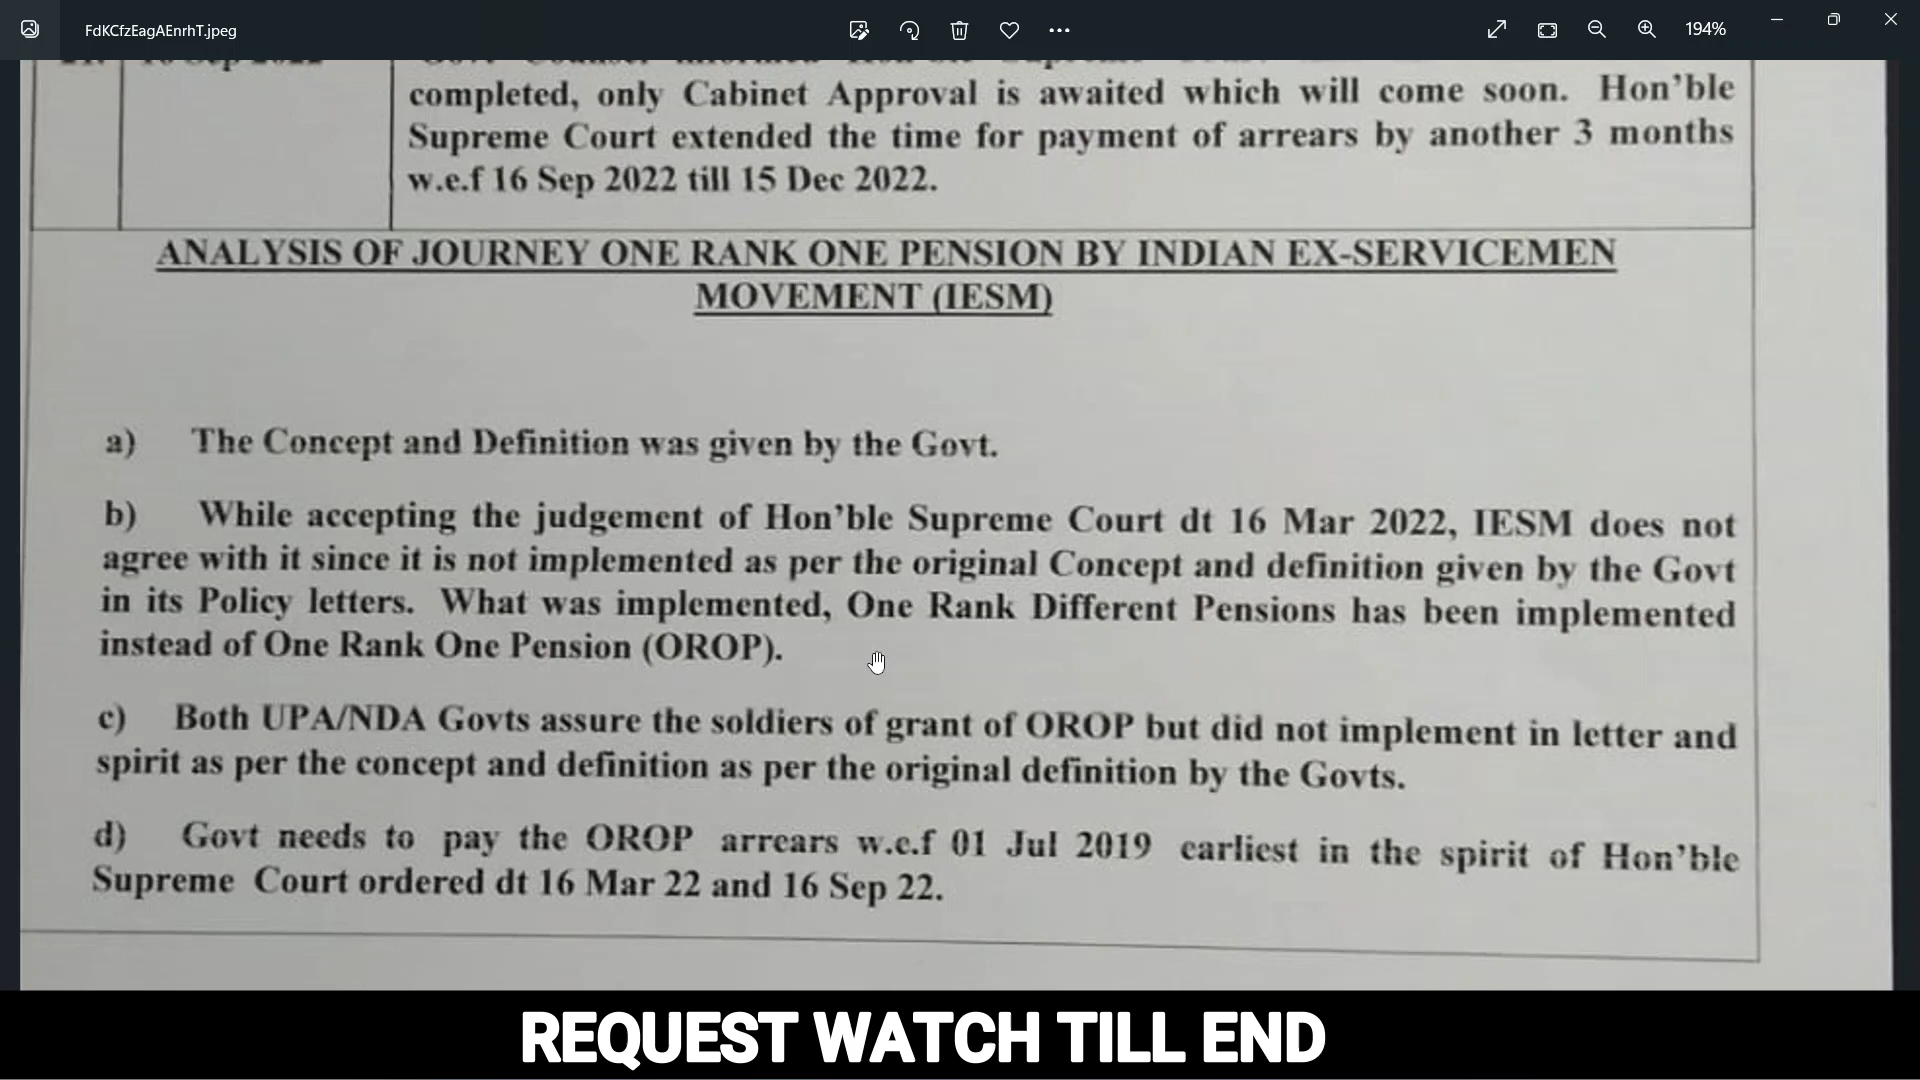 FdKCfzEagAEnrhT.jpeg
194%
completed, only Cabinet Approval is awaited which will come soon. Hon'ble
Supreme Court extended the time for payment of arrears by another 3 months
w.e.f 16 Sep 2022 till 15 Dec 2022.
ANALYSIS OF JOURNEY ONE RANK ONE PENSION BY INDIAN EX-SERVICEMEN
MOVEMENT (IESM)
a) The Concept and Definition was given by the Govt.
b) While accepting the judgement of Hon'ble Supreme Court dt 16 Mar 2022, IESM does not
agree with it since it is not implemented as per the original Concept and definition given by the Govt
in its Policy letters. What was implemented, One Rank Different Pensions has been implemented
instead of One Rank One Pension (OROP).
c) Both UPA/NDA Govts assure the soldiers of grant of OROP but did not implement in letter and
spirit as per the concept and definition as per the original definition by the Govts.
d) Govt needs to pay the OROP arrears w.e.f 01 Jul 2019 earliest in the spirit of Hon'ble
Supreme Court ordered dt 16 Mar 22 and 16 Sep 22.
REQUEST WATCH TILL END